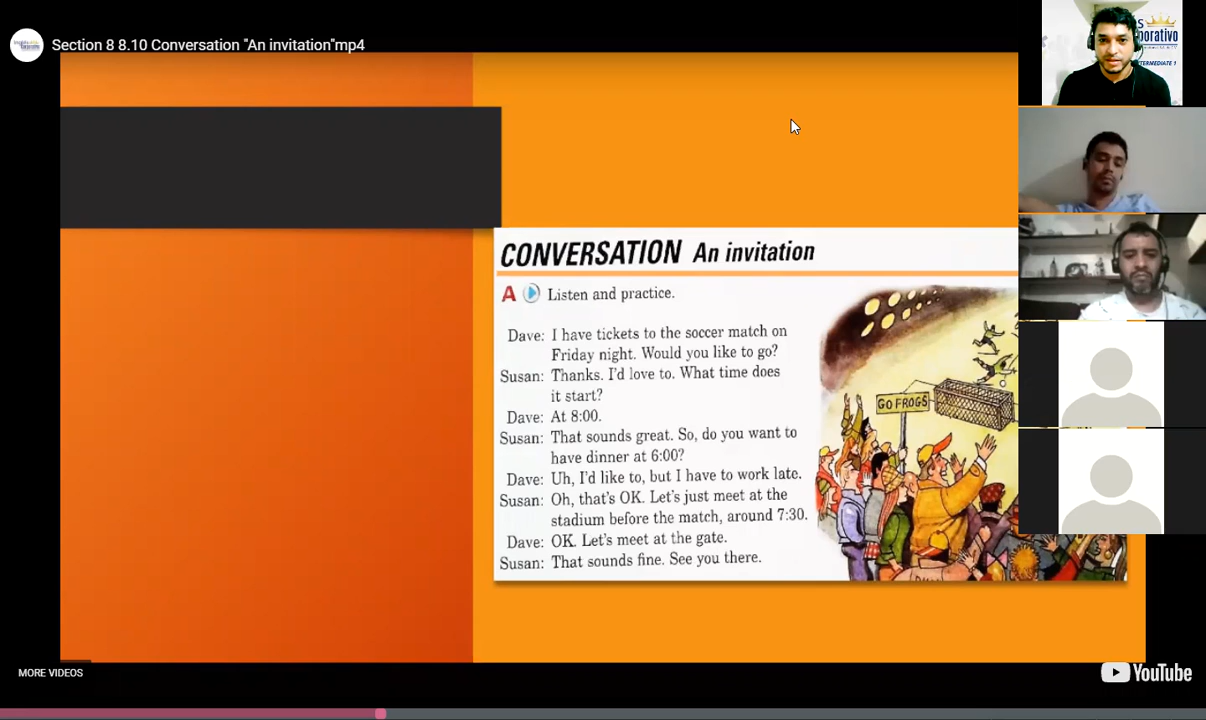 Section 8 8.10 Conversation "An invitation"mp4
S
porativo
TERMEDIATE 1
CONVERSATION An invitation
A Listen and practice.
Dave: I have tickets to the soccer match on
Friday night. Would you like to go?
Susan: Thanks. I'd love to. What time does
it start?
Dave: At 8:00.
Susan: That sounds great. So, do you want to
have dinner at 6:00?
Dave: Uh, I'd like to, but I have to work late.
Susan: Oh, that's OK. Let's just meet at the
stadium before the match, around 7:30.
Dave: OK. Let's meet at the gate.
Susan: That sounds fine. See you there.
GO FROGS
MORE VIDEOS
YouTube